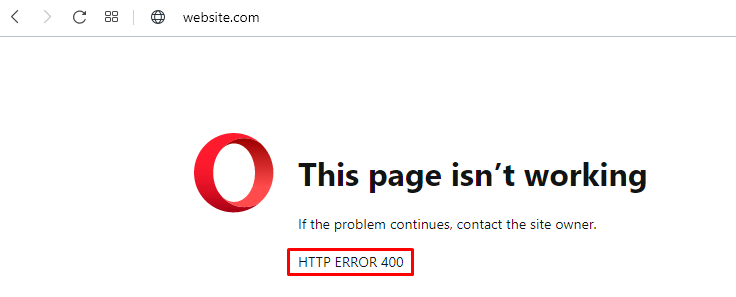 website.com
This page isn’t working
If the problem continues, contact the site owner.
HTTP ERROR 400